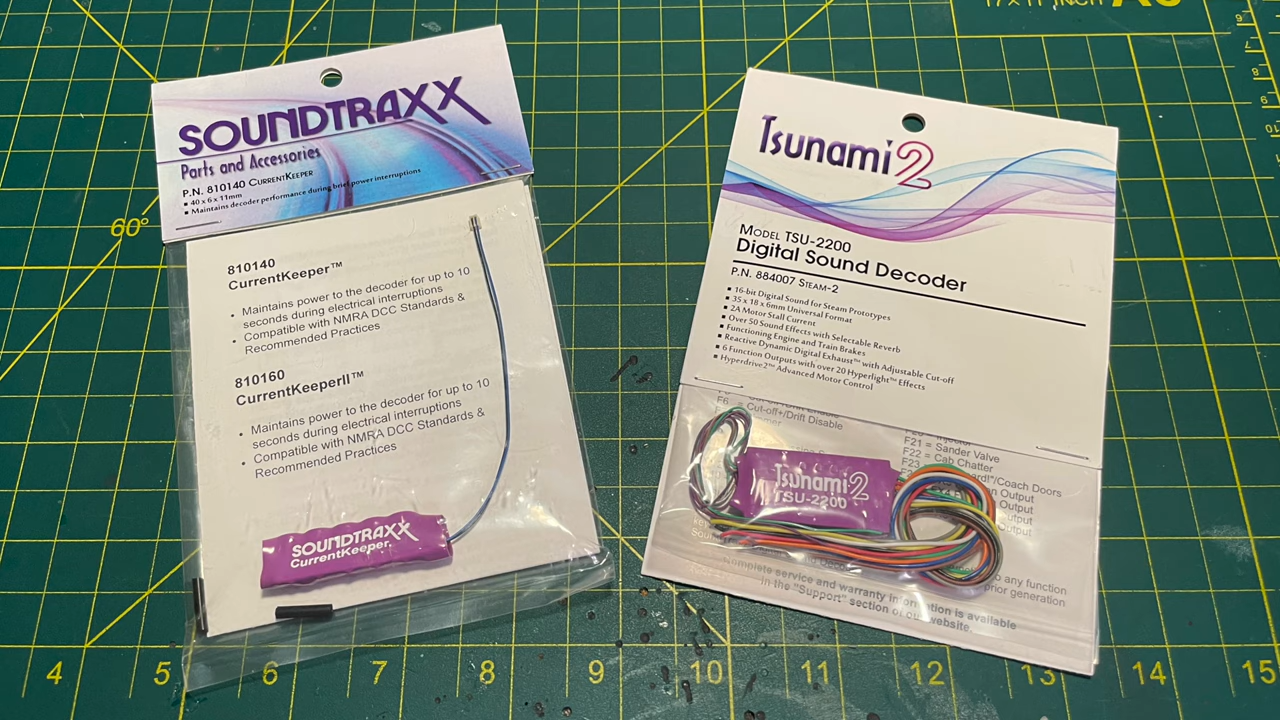 17 x 11 INCH
SOUNDTRAXX
Parts and Accessories
P.N. 810140 CURRENTKEEPER
■ 40 x 6 x 11mm
■ Maintains decoder performance during brief power interruptions
60°
810140
CurrentKeeper™
• Maintains power to the decoder for up to 10
seconds during electrical interruptions
• Compatible with NMRA DCC Standards &
Recommended Practices
810160
CurrentKeeperII™
• Maintains power to the decoder for up to 10
seconds during electrical interruptions
• Compatible with NMRA DCC Standards &
Recommended Practices
SOUNDTRAXX
CurrentKeeper
Tsunami2
MODEL TSU-2200
Digital Sound Decoder
P.N. 884007 STEAM-2
■ 16-bit Digital Sound for Steam Prototypes
■ 35 x 18 x 6mm Universal Format
■ 2A Motor Stall Current
■ Over 50 Sound Effects with Selectable Reverb
■ Functioning Engine and Train Brakes
■ Reactive Dynamic Digital Exhaust™ with Adjustable Cut-off
■ 6 Function Outputs with over 20 Hyperlight™ Effects
■ Hyperdrive2™ Advanced Motor Control
F6 = Cut-off+/Drift Disable
F21 = Sander Valve
F22 = Cab Chatter
F23
/Coach Doors
Output
Output
Output
Tsunami2
TSU-2200
to any function
prior generation
Complete service and warranty information is available
in the "Support" section of our website.
4 5 6 7 8 9 10 11 12 13 14 15